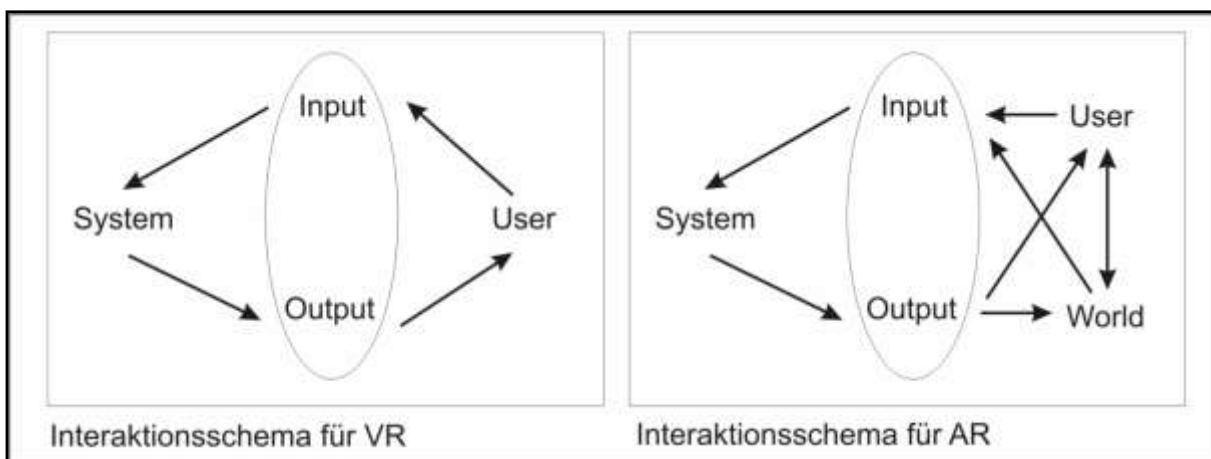 Input
System
User
Output
Interaktionsschema für VR
Input
User
System
Output
World
Interaktionsschema für AR